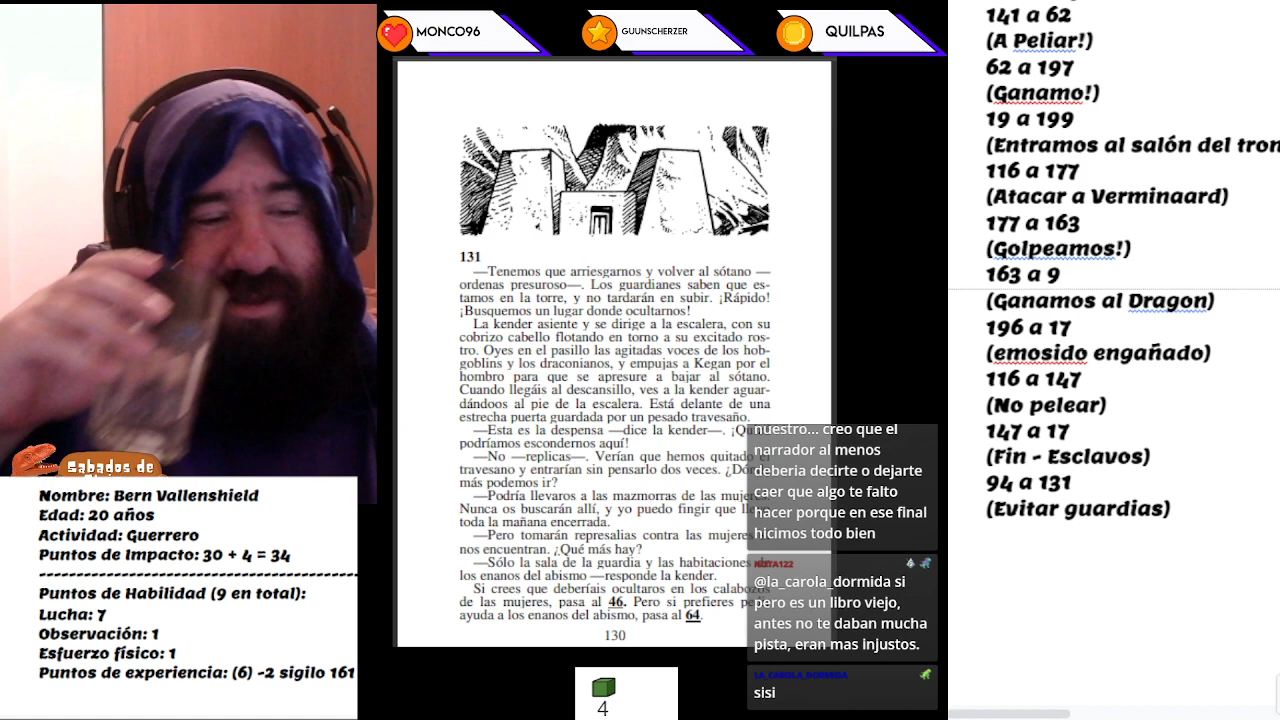 MONCO96
GUUNSCHERZER
QUILPAS
131
—Tenemos que arriesgarnos y volver al sótano —
ordenas presuroso—. Los guardianes saben que es-
tamos en la torre, y no tardarán en subir. ¡Rápido!
¡Busquemos un lugar donde ocultarnos!
La kender asiente y se dirige a la escalera, con su
cobrizo cabello flotando en torno a su excitado ros-
tro. Oyes en el pasillo las agitadas voces de los hob-
goblins y los draconianos, y empujas a Kegan por el
hombro para que se apresure a bajar al sótano.
Cuando llegáis al descansillo, ves a la kender aguar-
dándoos al pie de la escalera. Está delante de una
estrecha puerta guardada por un pesado travesaño.
—Esta es la despensa —dice la kender—.
podríamos escondernos aquí!
—No —replicas—. Verían que hemos quitado
travesano y entrarían sin pensarlo dos veces.
más podemos ir?
—Podría llevaros a las mazmorras de las
Nunca os buscarán allí, y yo puedo fingir que
toda la mañana encerrada.
—Pero tomarán represalias contra las
nos encuentran. ¿Qué más hay?
—Sólo la sala de la guardia y las habitaciones
los enanos del abismo —responde la kender.
Si crees que deberíais ocultaros en los calabozos
de las mujeres, pasa al 46. Pero si prefieres
ayuda a los enanos del abismo, pasa al 64.
130
4
nuestro... creo que el
narrador al menos
deberia decirte o dejarte
caer que algo te falto
hacer porque en ese final
hicimos todo bien
@la_carola_dormida si
pero es un libro viejo,
antes no te daban mucha
pista, eran mas injustos.
LA_CAROLA_DORMIDA
sisi
Sabados de
Nombre: Bern Vallenshield
Edad: 20 años
Actividad: Guerrero
Puntos de Impacto: 30 + 4 = 34
Puntos de Habilidad (9 en total):
Lucha: 7
Observación: 1
Esfuerzo físico: 1
Puntos de experiencia: (6) -2 sigilo 161
141 a 62
(A Peliar!)
62 a 197
(Ganamo!)
19 a 199
(Entramos al salón del tron
116 a 177
(Atacar a Verminaard)
177 a 163
(Golpeamos!)
163 a 9
(Ganamos al Dragon)
196 a 17
(emosido engañado)
116 a 147
(No pelear)
147 a 17
(Fin - Esclavos)
94 a 131
(Evitar guardias)